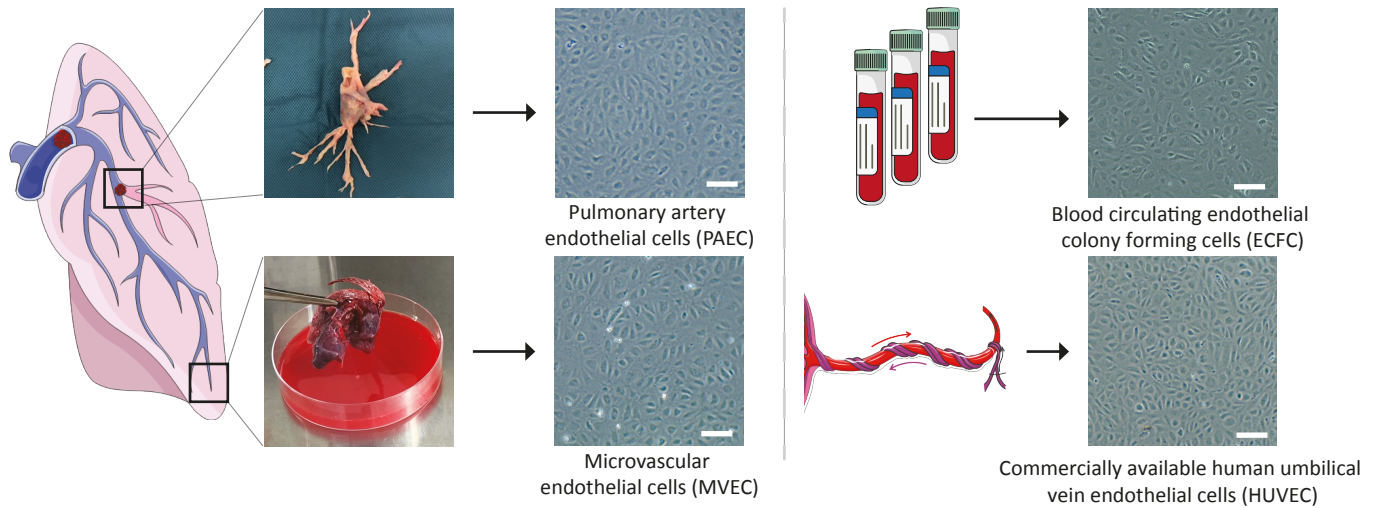 Pulmonary artery
endothelial cells (PAEC)
Microvascular
endothelial cells (MVEC)
Blood circulating endothelial
colony forming cells (ECFC)
Commercially available human umbilical
vein endothelial cells (HUVEC)